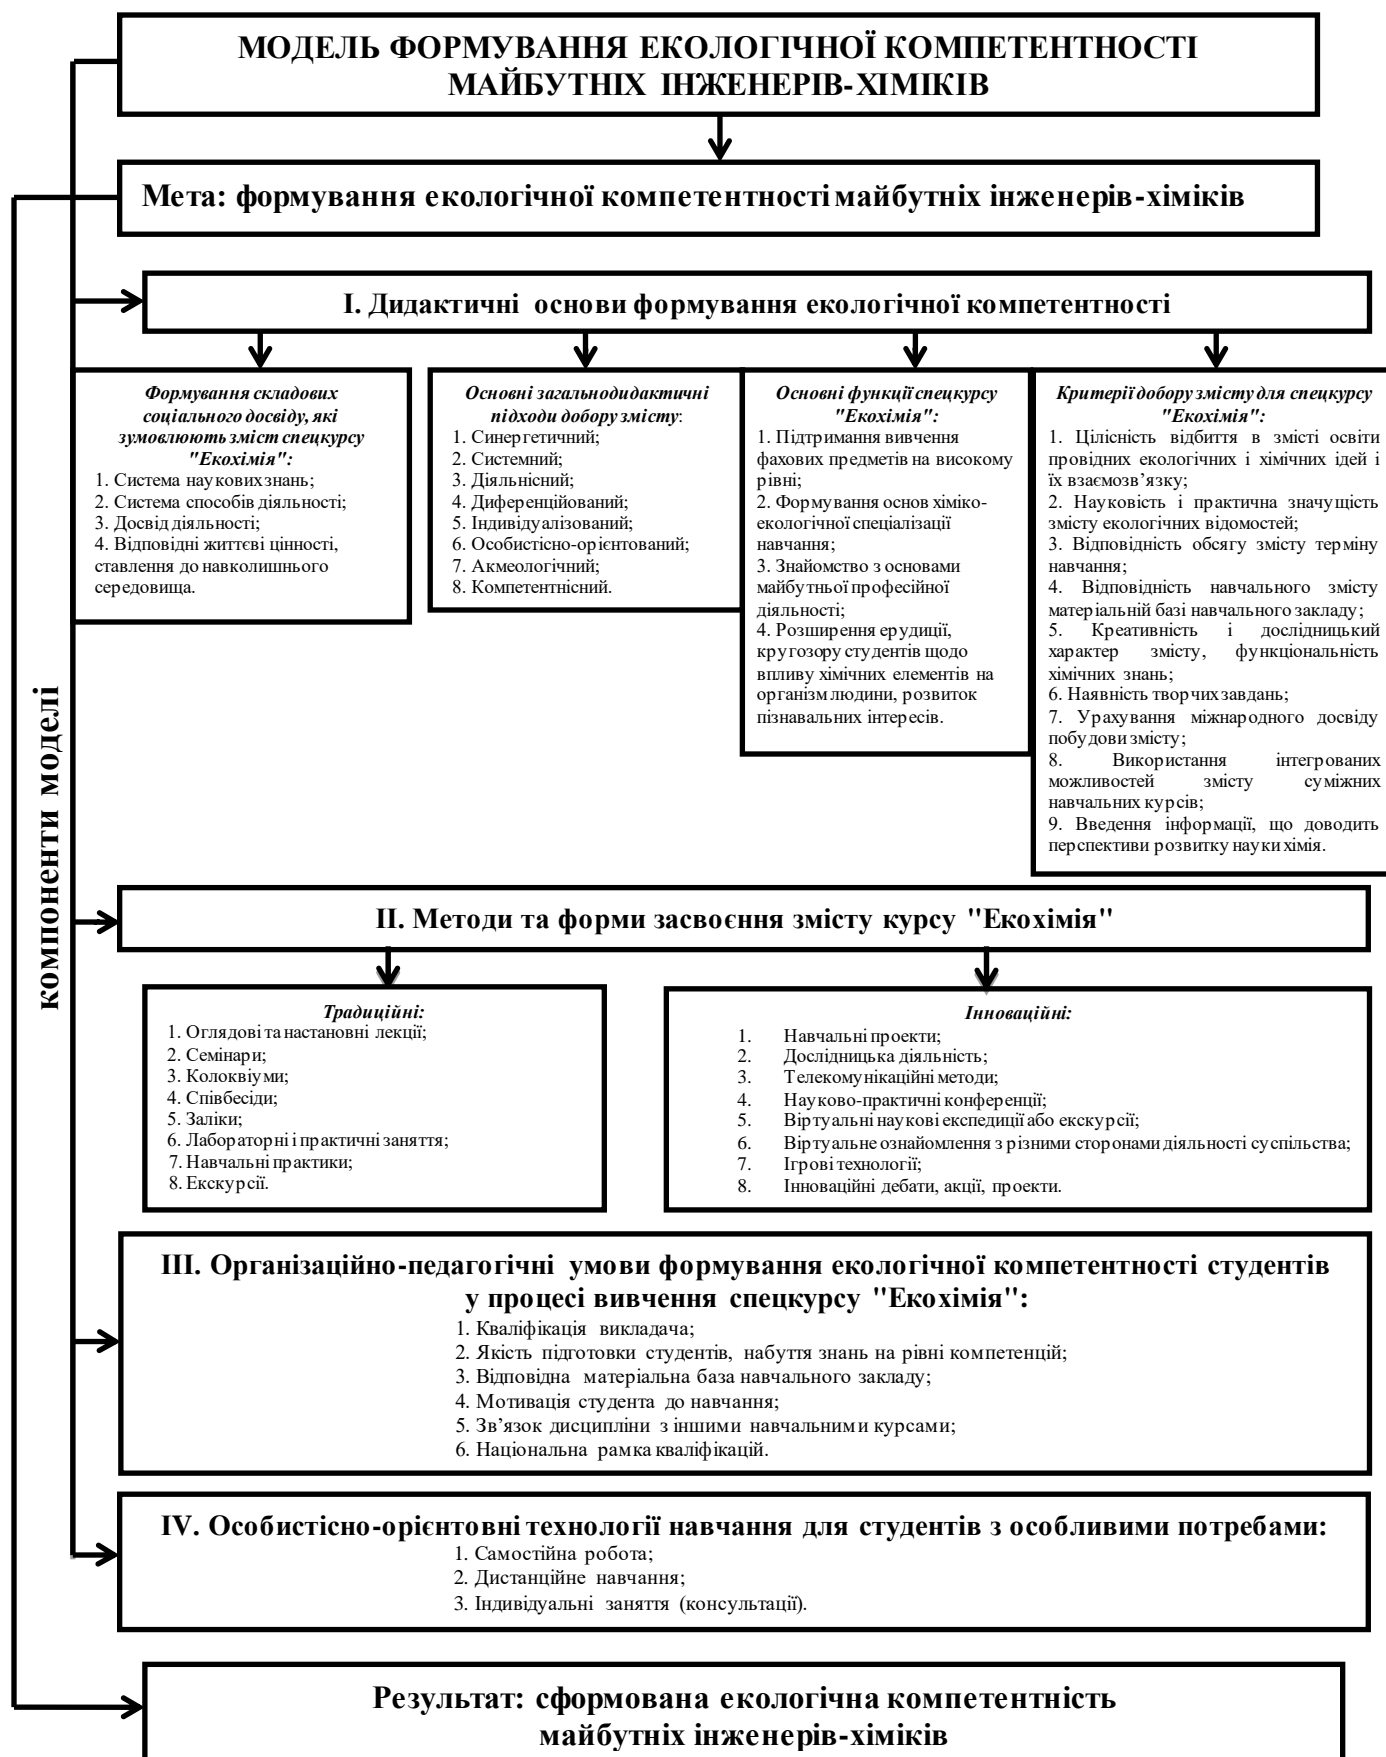 МОДЕЛЬ ФОРМУВАННЯ ЕКОЛОГІЧНОЇ КОМПЕТЕНТНОСТІ
МАЙБУТНІХ ІНЖЕНЕРІВ-ХІМІКІВ
Мета: формування екологічної компетентності майбутніх інженерів-хіміків
компоненти моделі
І. Дидактичні основи формування екологічної компетентності
Формування складових
соціального досвіду, які
зумовлюють зміст спецкурсу
"Екохімія":
1. Система наукових знань;
2. Система способів діяльності;
3. Досвід діяльності;
4. Відповідні життєві цінності,
ставлення до навколишнього
середовища.
Основні загальнодидактичні
підходи добору змісту:
1. Синергетичний;
2. Системний;
3. Діяльнісний;
4. Диференційований;
5. Індивідуалізований;
6. Особистісно-орієнтований;
7. Акмеологічний;
8. Компетентнісний.
Основні функції спецкурсу
"Екохімія":
1. Підтримання вивчення
фахових предметів на високому
рівні;
2. Формування основ хіміко-
екологічної спеціалізації
навчання;
3. Знайомство з основами
майбутньої професійної
діяльності;
4. Розширення ерудиції,
кругозору студентів щодо
впливу хімічних елементів на
організм людини, розвиток
пізнавальних інтересів.
Критерії добору змісту для спецкурсу
"Екохімія":
1. Цілісність відбиття в змісті освіти
провідних екологічних і хімічних ідей і
їх взаємозв’язку;
2. Науковість і практична значущість
змісту екологічних відомостей;
3. Відповідність обсягу змісту терміну
навчання;
4. Відповідність навчального змісту
матеріальній базі навчального закладу;
5. Креативність і дослідницький
характер змісту, функціональність
хімічних знань;
6. Наявність творчих завдань;
7. Урахування міжнародного досвіду
побудови змісту;
8. Використання інтегрованих
можливостей змісту суміжних
навчальних курсів;
9. Введення інформації, що доводить
перспективи розвитку науки хімія.
ІІ. Методи та форми засвоєння змісту курсу "Екохімія"
Традиційні:
1. Оглядові та настановні лекції;
2. Семінари;
3. Колоквіуми;
4. Співбесіди;
5. Заліки;
6. Лабораторні і практичні заняття;
7. Навчальні практики;
8. Екскурсії.
Інноваційні:
1. Навчальні проекти;
2. Дослідницька діяльність;
3. Телекомунікаційні методи;
4. Науково-практичні конференції;
5. Віртуальні наукові експедиції або екскурсії;
6. Віртуальне ознайомлення з різними сторонами діяльності суспільства;
7. Ігрові технології;
8. Інноваційні дебати, акції, проекти.
ІІІ. Організаційно-педагогічні умови формування екологічної компетентності студентів
у процесі вивчення спецкурсу "Екохімія":
1. Кваліфікація викладача;
2. Якість підготовки студентів, набуття знань на рівні компетенцій;
3. Відповідна матеріальна база навчального закладу;
4. Мотивація студента до навчання;
5. Зв’язок дисципліни з іншими навчальними курсами;
6. Національна рамка кваліфікацій.
IV. Особистісно-орієнтовні технології навчання для студентів з особливими потребами:
1. Самостійна робота;
2. Дистанційне навчання;
3. Індивідуальні заняття (консультації).
Результат: сформована екологічна компетентність
майбутніх інженерів-хіміків